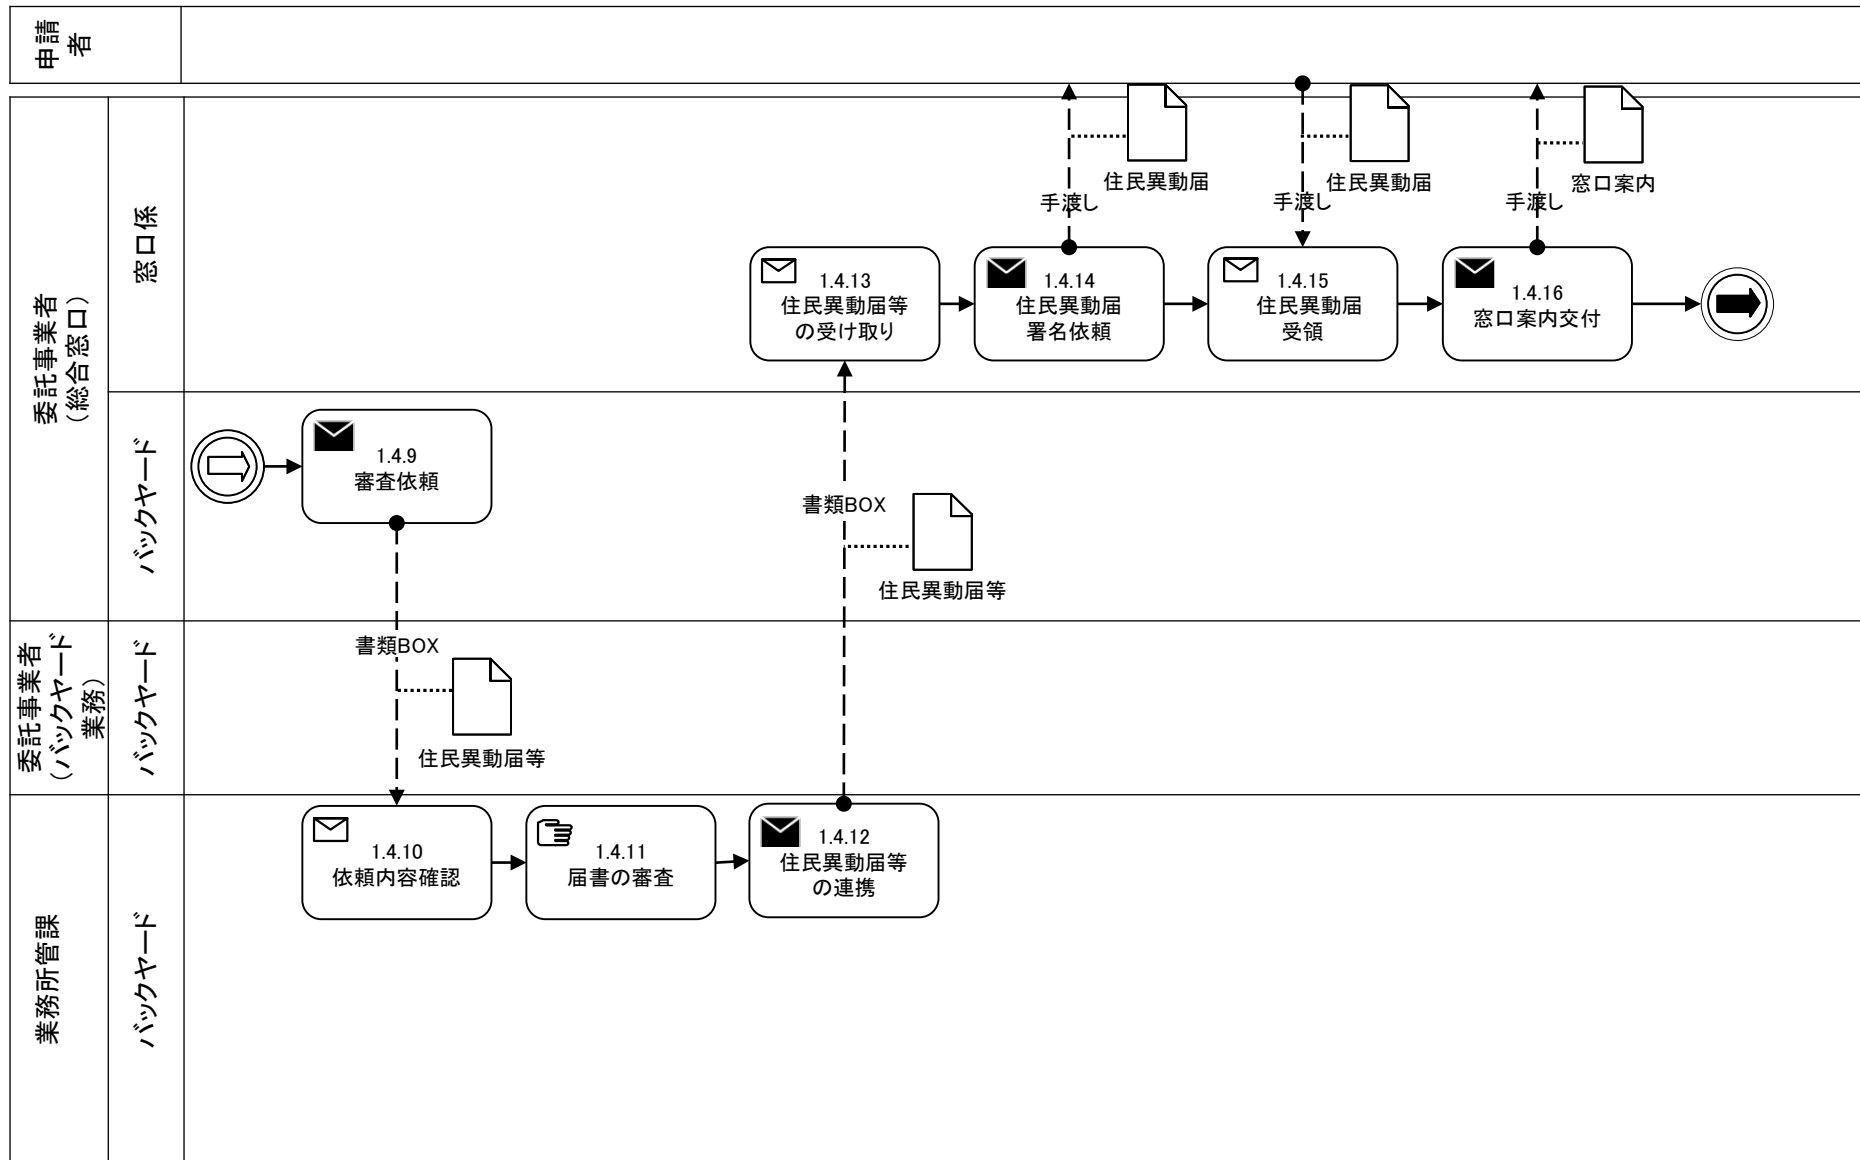 申請
者
委託事業者
（総合窓口）
窓口係
手渡し
住民異動届
手渡し
住民異動届
手渡し
窓口案内
1.4.13
住民異動届等
の受け取り
1.4.14
住民異動届
署名依頼
1.4.15
住民異動届
受領
1.4.16
窓口案内交付
バックヤード
1.4.9
審査依頼
書類BOX
住民異動届等
委託事業者
（バックヤード
業務）
バックヤード
書類BOX
住民異動届等
業務所管課
バックヤード
1.4.10
依頼内容確認
1.4.11
届書の審査
1.4.12
住民異動届等
の連携